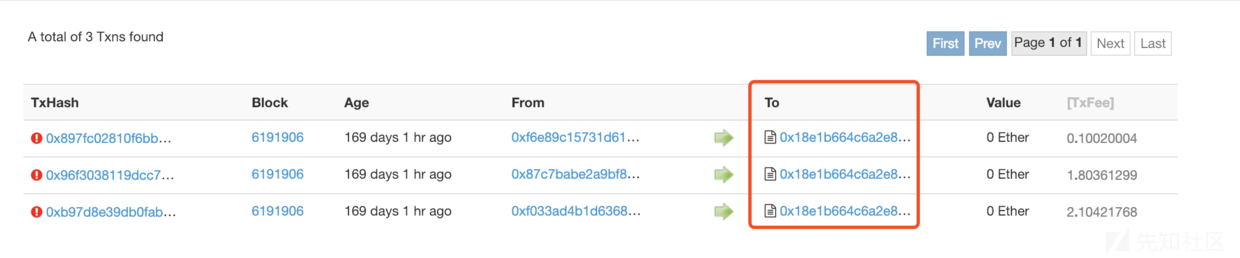 A total of 3 Txns found
First Prev Page 1 of 1 Next Last
TxHash Block Age From To Value [TxFee]
0x897fc02810f6bb... 6191906 169 days 1 hr ago 0xf6e89c15731d61... 0x18e1b664c6a2e8... 0 Ether 0.10020004
0x96f3038119dcc7... 6191906 169 days 1 hr ago 0x87c7babe2a9bf8... 0x18e1b664c6a2e8... 0 Ether 1.80361299
0xb97d8e39db0fab... 6191906 169 days 1 hr ago 0xf033ad4b1d6368... 0x18e1b664c6a2e8... 0 Ether 2.10421768
先知社区